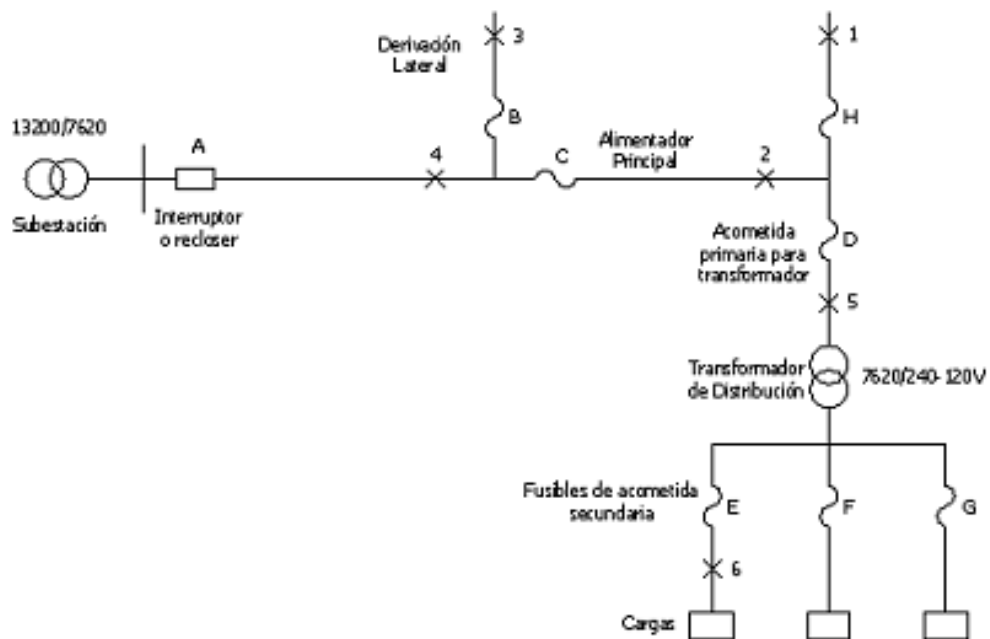 Derivación
Lateral
3
1
B
H
13200/7620
A
4
C
Alimentador
Principal
2
Subestación
Interruptor
o recloser
Acometida
primaria para
transformador
D
5
Transformador
de Distribución
7620/240-120V
Fusibles de acometida
secundaria
E
F
G
6
Cargas